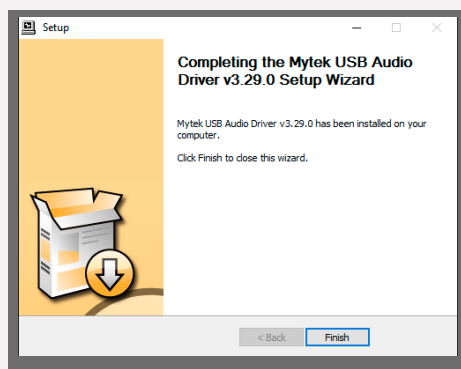 Setup
Completing the Mytek USB Audio
Driver v3.29.0 Setup Wizard
Mytek USB Audio Driver v3.29.0 has been installed on your
computer.
Click Finish to close this wizard.
< Back
Finish